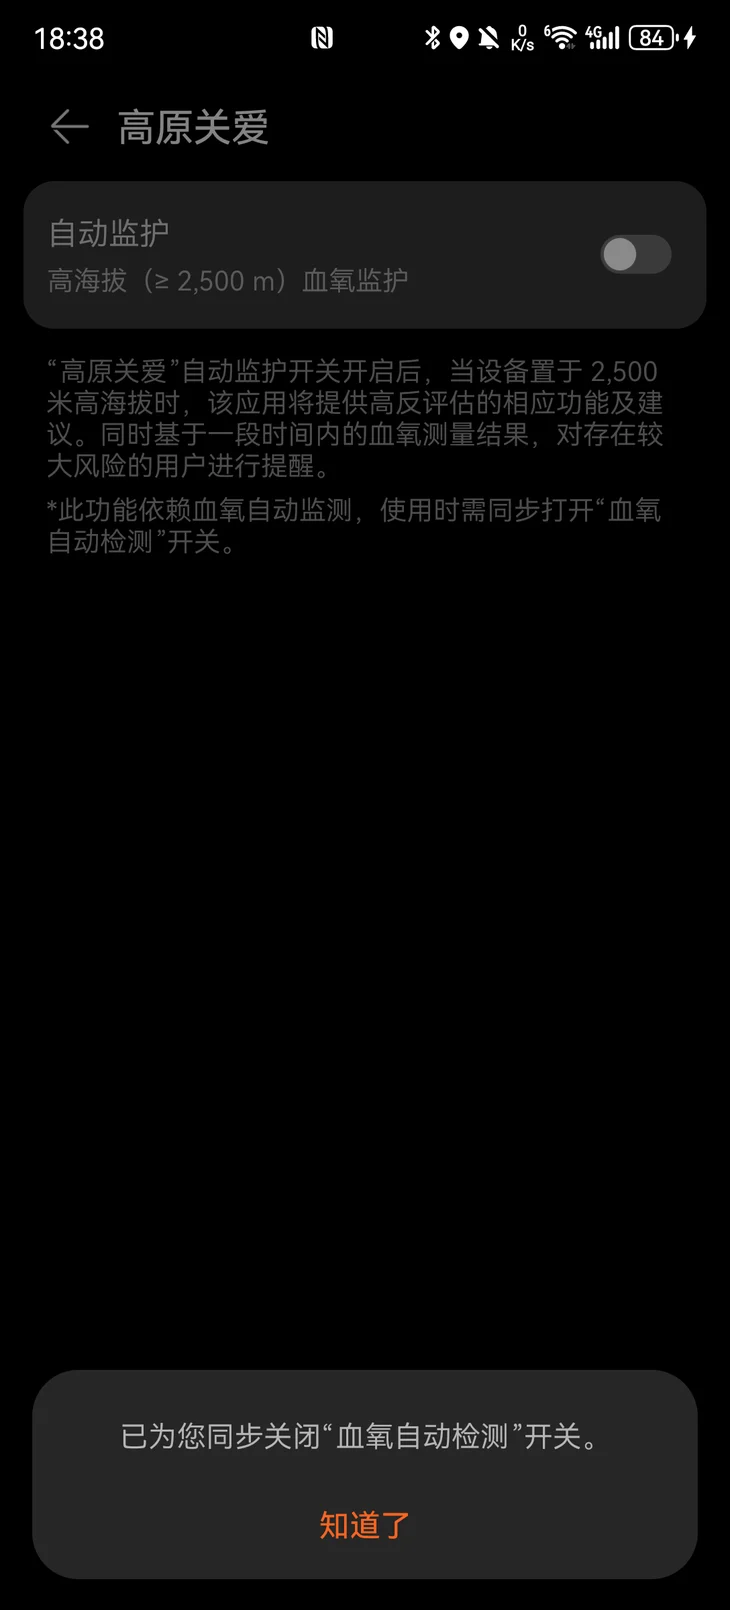 18:38
0
K/s
6
4G
84
高原关爱
自动监护
高海拔（≥ 2,500 m）血氧监护
“高原关爱”自动监护开关开启后，当设备置于 2,500
米高海拔时，该应用将提供高反评估的相应功能及建
议。同时基于一段时间内的血氧测量结果，对存在较
大风险的用户进行提醒。
*此功能依赖血氧自动监测，使用时需同步打开“血氧
自动检测”开关。
已为您同步关闭“血氧自动检测”开关。
知道了